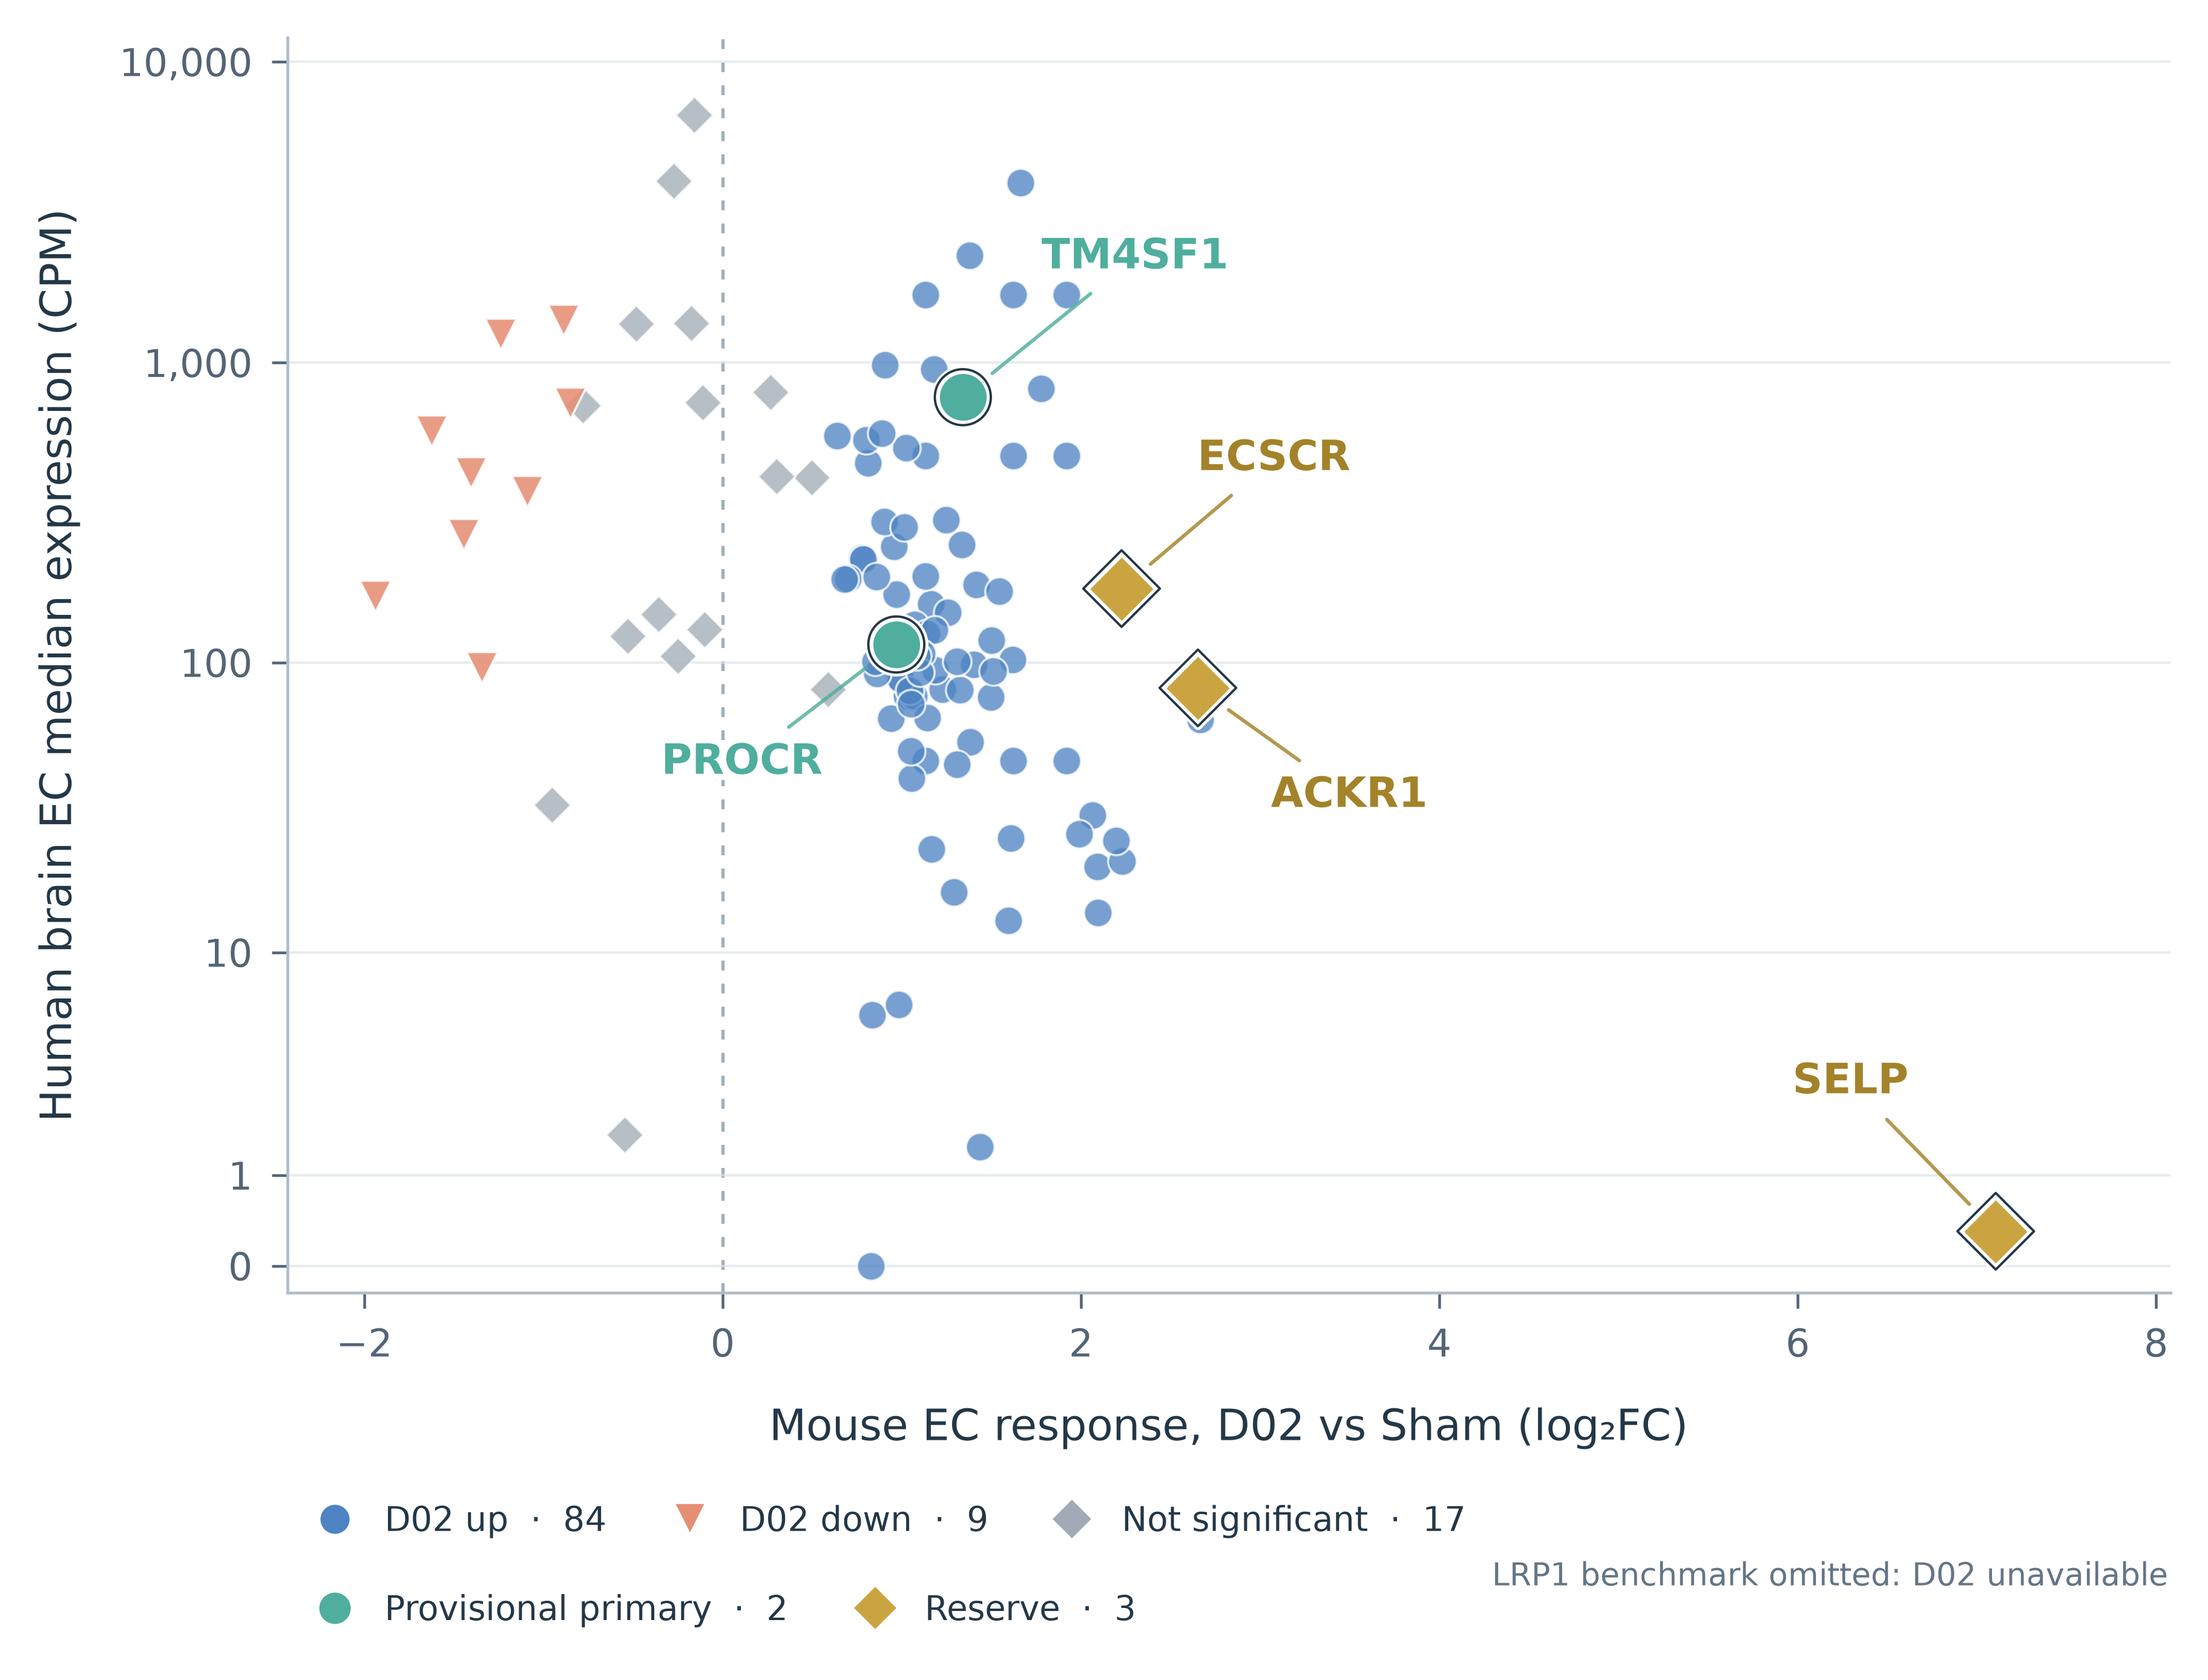 10,000
1,000
100
10
1
0
Human brain EC median expression (CPM)
TM4SF1
ECSCR
PROCR
ACKR1
SELP
−2 0 2 4 6 8
Mouse EC response, D02 vs Sham (log₂FC)
D02 up · 84 D02 down · 9 Not significant · 17
LRP1 benchmark omitted: D02 unavailable
Provisional primary · 2 Reserve · 3